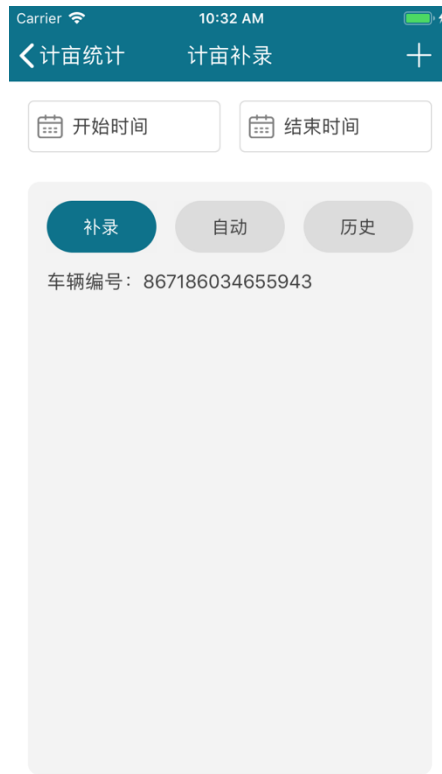 Carrier 10:32 AM
计亩统计 计亩补录
开始时间 结束时间
补录 自动 历史
车辆编号：867186034655943